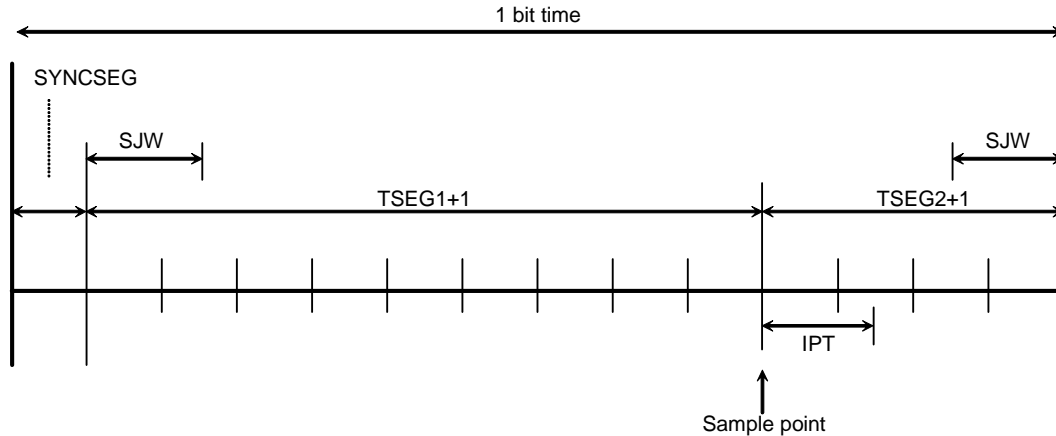 1 bit time
SYNCSEG
SJW
SJW
TSEG1+1
TSEG2+1
IPT
Sample point